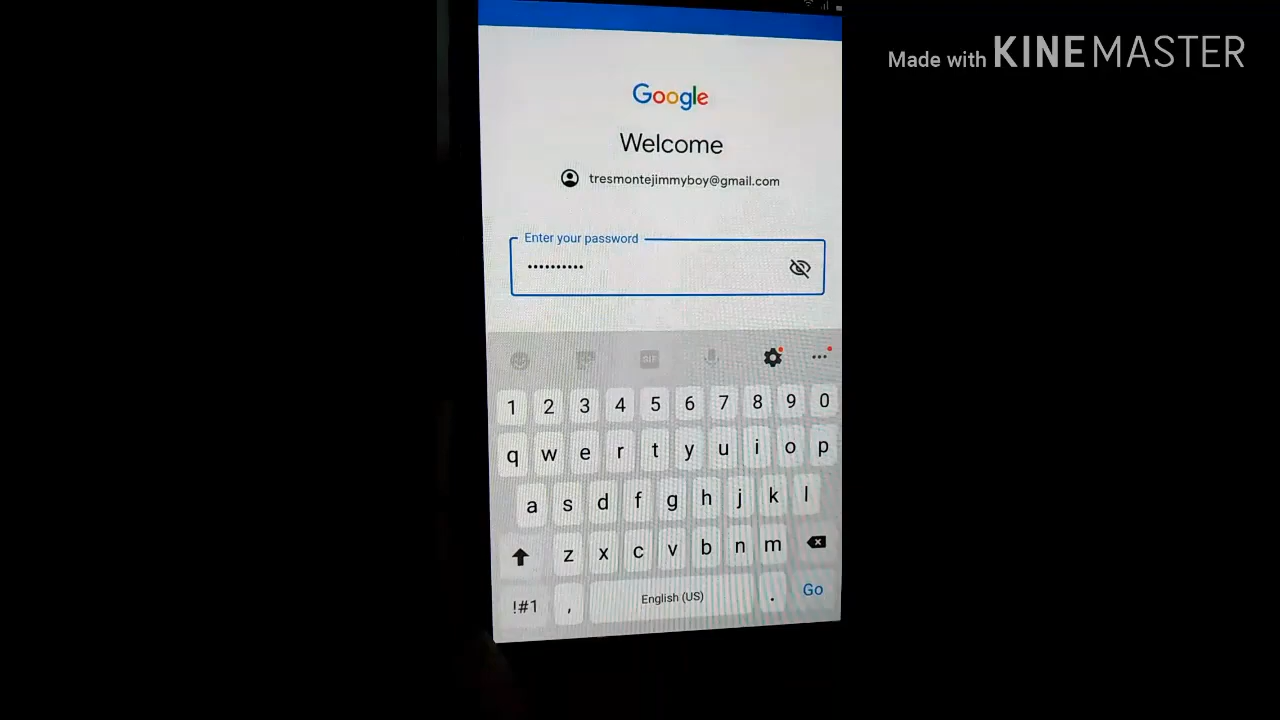 Made with KINEMASTER
Google
Welcome
tresmontejimmyboy@gmail.com
Enter your password
••••••••••
GIF
1 2 3 4 5 6 7 8 9 0
q w e r t y u i o p
a s d f g h j k l
z x c v b n m
!#1 , English (US) . Go